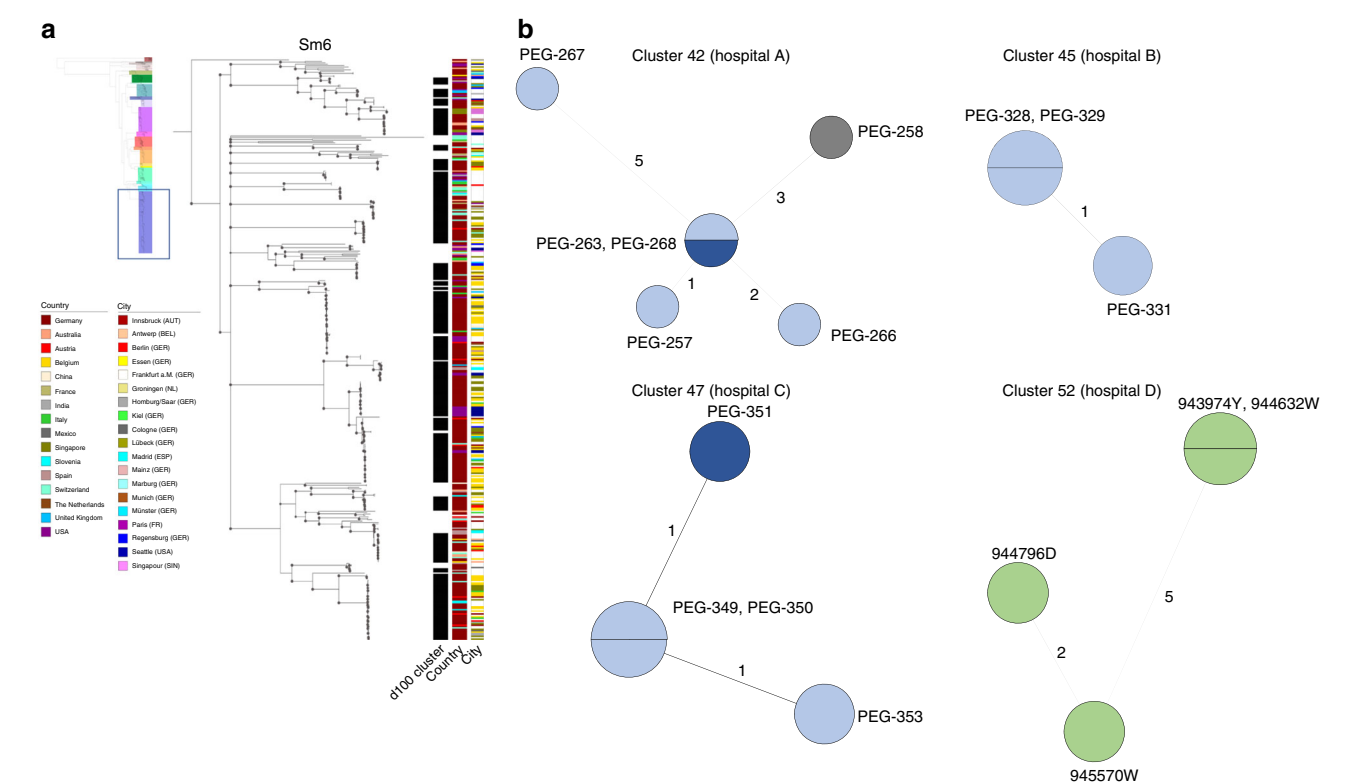 a
Sm6
Country
Germany
Australia
Austria
Belgium
China
France
India
Italy
Mexico
Singapore
Slovenia
Spain
Switzerland
The Netherlands
United Kingdom
USA
City
Innsbruck (AUT)
Antwerp (BEL)
Berlin (GER)
Essen (GER)
Frankfurt a.M. (GER)
Groningen (NL)
Homburg/Saar (GER)
Kiel (GER)
Cologne (GER)
Lübeck (GER)
Madrid (ESP)
Mainz (GER)
Marburg (GER)
Munich (GER)
Münster (GER)
Paris (FR)
Regensburg (GER)
Seattle (USA)
Singapour (SIN)
d100 cluster
Country
City
b
Cluster 42 (hospital A)
PEG-267
PEG-258
5
3
PEG-263, PEG-268
1
2
PEG-257
PEG-266
Cluster 45 (hospital B)
PEG-328, PEG-329
1
PEG-331
Cluster 47 (hospital C)
PEG-351
1
PEG-349, PEG-350
1
PEG-353
Cluster 52 (hospital D)
943974Y, 944632W
944796D
5
2
945570W